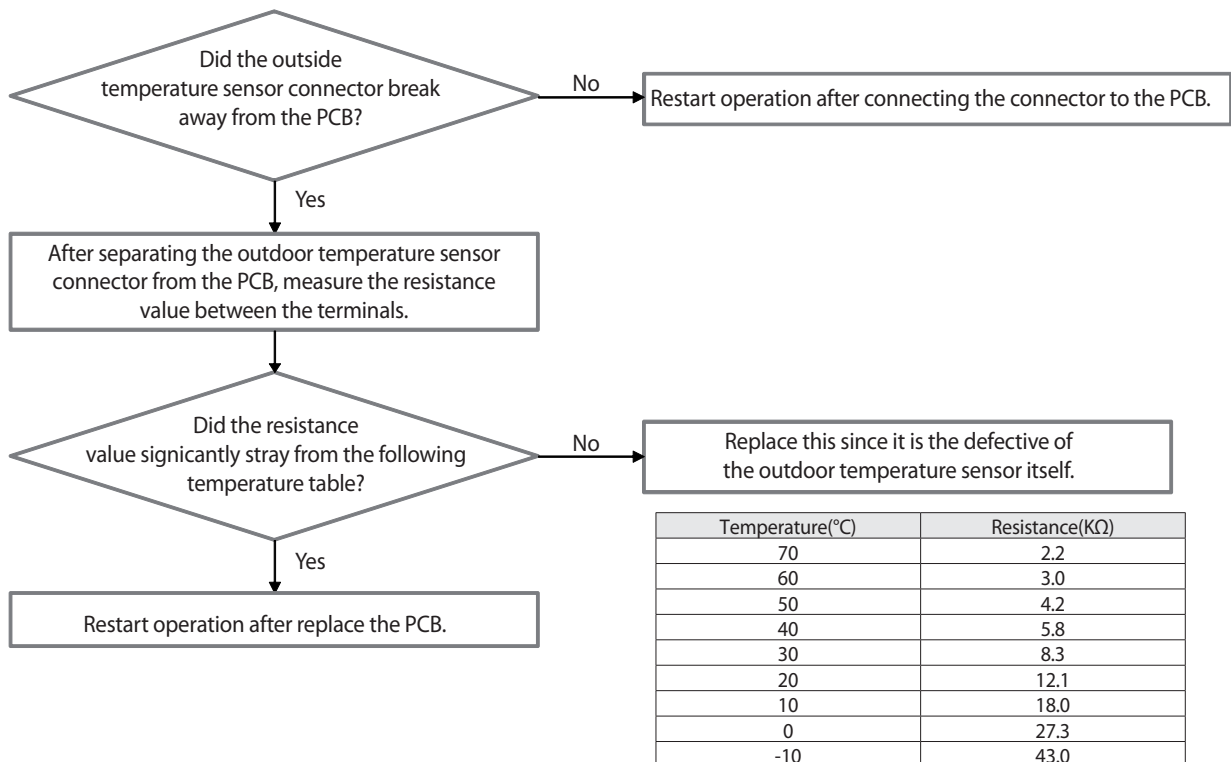 Did the outside
temperature sensor connector break
away from the PCB?
No
Restart operation after connecting the connector to the PCB.
Yes
After separating the outdoor temperature sensor
connector from the PCB, measure the resistance
value between the terminals.
Did the resistance
value signicantly stray from the following
temperature table?
No
Replace this since it is the defective of
the outdoor temperature sensor itself.
Yes
Restart operation after replace the PCB.
Temperature(°C) Resistance(KΩ)
70 2.2
60 3.0
50 4.2
40 5.8
30 8.3
20 12.1
10 18.0
0 27.3
-10 43.0